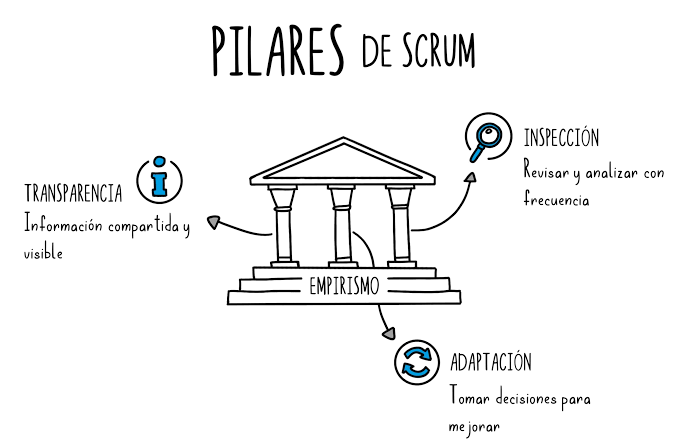 PILARES DE SCRUM
TRANSPARENCIA
Información compartida y
visible
INSPECCIÓN
Revisar y analizar con
frecuencia
EMPIRISMO
ADAPTACIÓN
Tomar decisiones para
mejorar